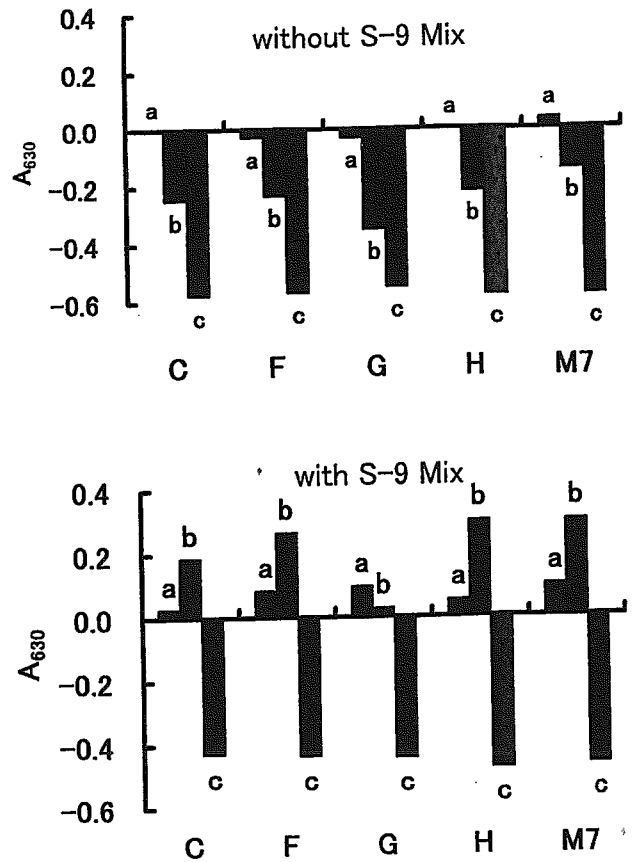 without S-9 Mix
0.4
0.2
0.0
-0.2
-0.4
-0.6
A630
a b c
a b c
a b c
a b c
a b c
C F G H M7
with S-9 Mix
0.4
0.2
0.0
-0.2
-0.4
-0.6
A630
a b c
a b c
a b c
a b c
a b c
C F G H M7